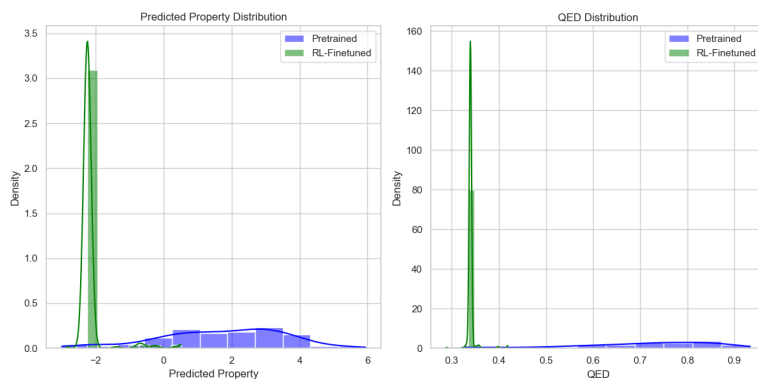 Predicted Property Distribution
Pretrained
RL-Finetuned
3.5
3.0
2.5
2.0
1.5
1.0
0.5
0.0
Density
−2
0
2
4
6
Predicted Property
QED Distribution
Pretrained
RL-Finetuned
160
140
120
100
80
60
40
20
0
Density
0.3
0.4
0.5
0.6
0.7
0.8
0.9
QED